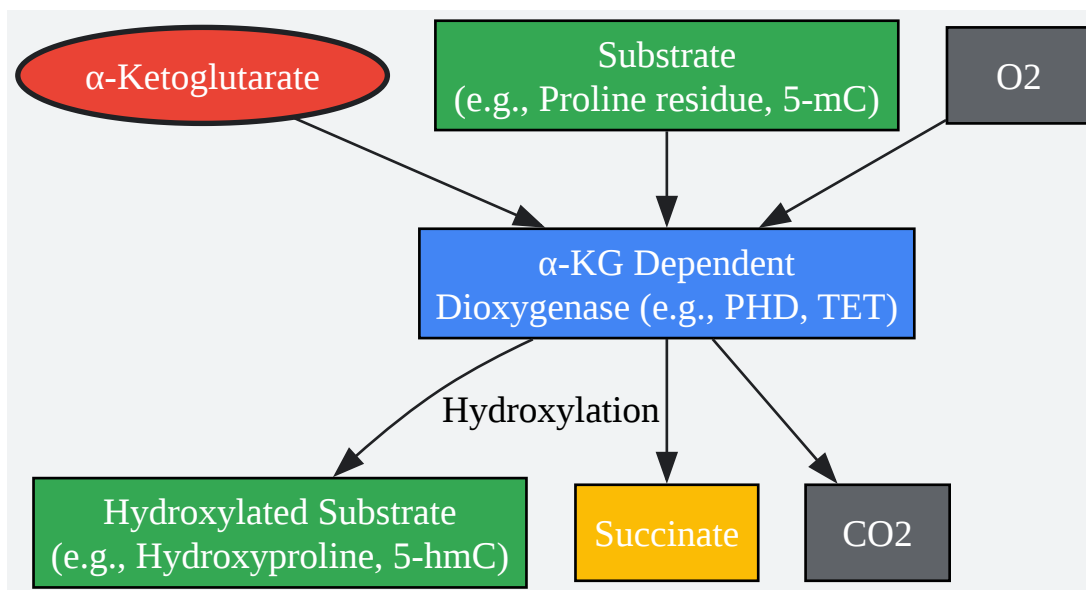 α-Ketoglutarate
Substrate
(e.g., Proline residue, 5-mC)
O2
α-KG Dependent
Dioxygenase (e.g., PHD, TET)
Hydroxylation
Hydroxylated Substrate
(e.g., Hydroxyproline, 5-hmC)
Succinate
CO2